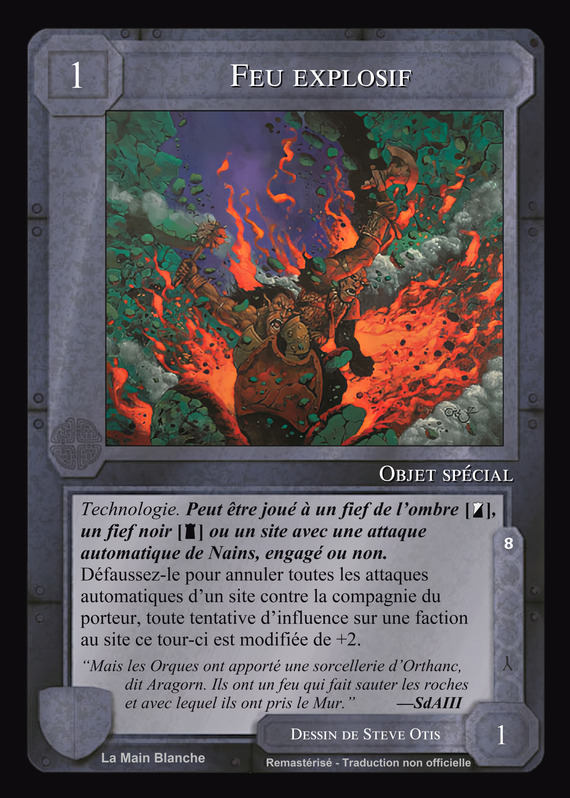 1
FEU EXPLOSIF
OBJET SPÉCIAL
Technologie. Peut être joué à un fief de l’ombre [],
un fief noir [] ou un site avec une attaque
automatique de Nains, engagé ou non.
8
Défaussez-le pour annuler toutes les attaques
automatiques d’un site contre la compagnie du
porteur, toute tentative d’influence sur une faction
au site ce tour-ci est modifiée de +2.
“Mais les Orques ont apporté une sorcellerie d’Orthanc,
dit Aragorn. Ils ont un feu qui fait sauter les roches
et avec lequel ils ont pris le Mur.” —SdAIII
DESSIN DE STEVE OTIS
1
La Main Blanche
Remastérisé - Traduction non officielle